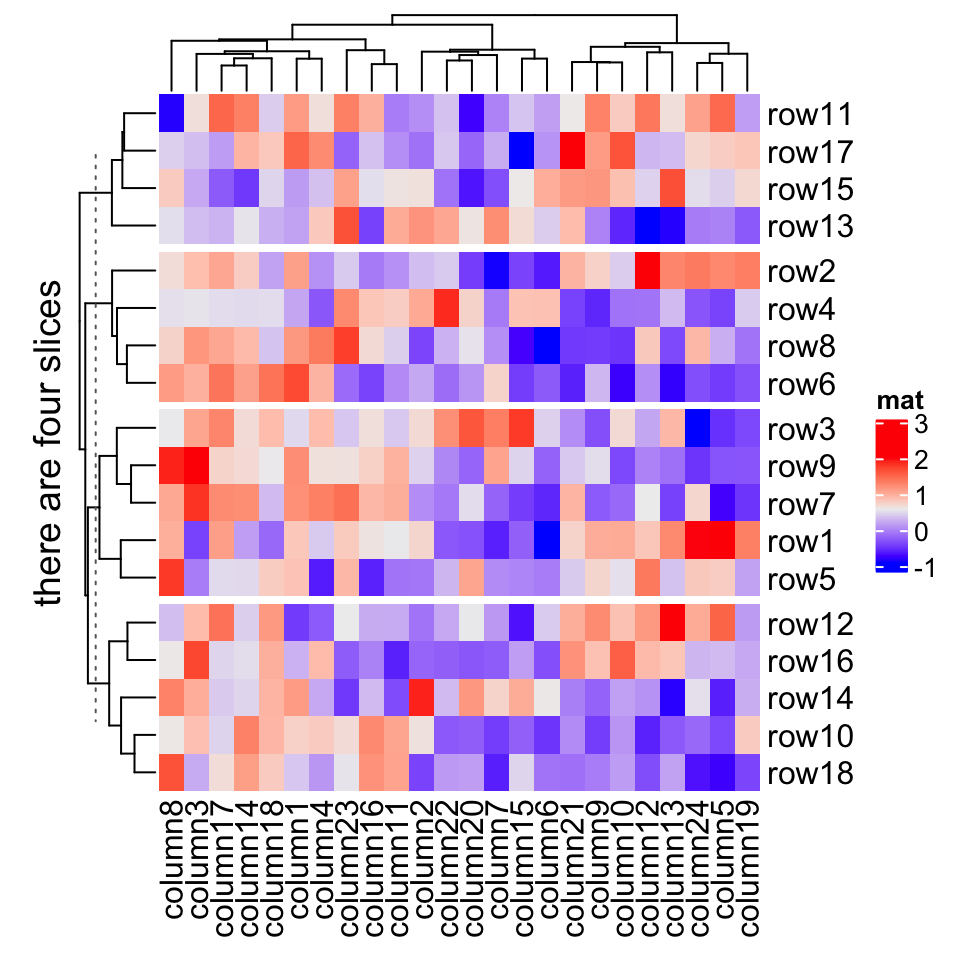 there are four slices
row11
row17
row15
row13
row2
row4
row8
row6
row3
row9
row7
row1
row5
row12
row16
row14
row10
row18
column8
column3
column17
column14
column18
column1
column4
column23
column16
column11
column2
column22
column20
column7
column15
column6
column21
column9
column10
column12
column13
column24
column5
column19
mat
3
2
1
0
-1